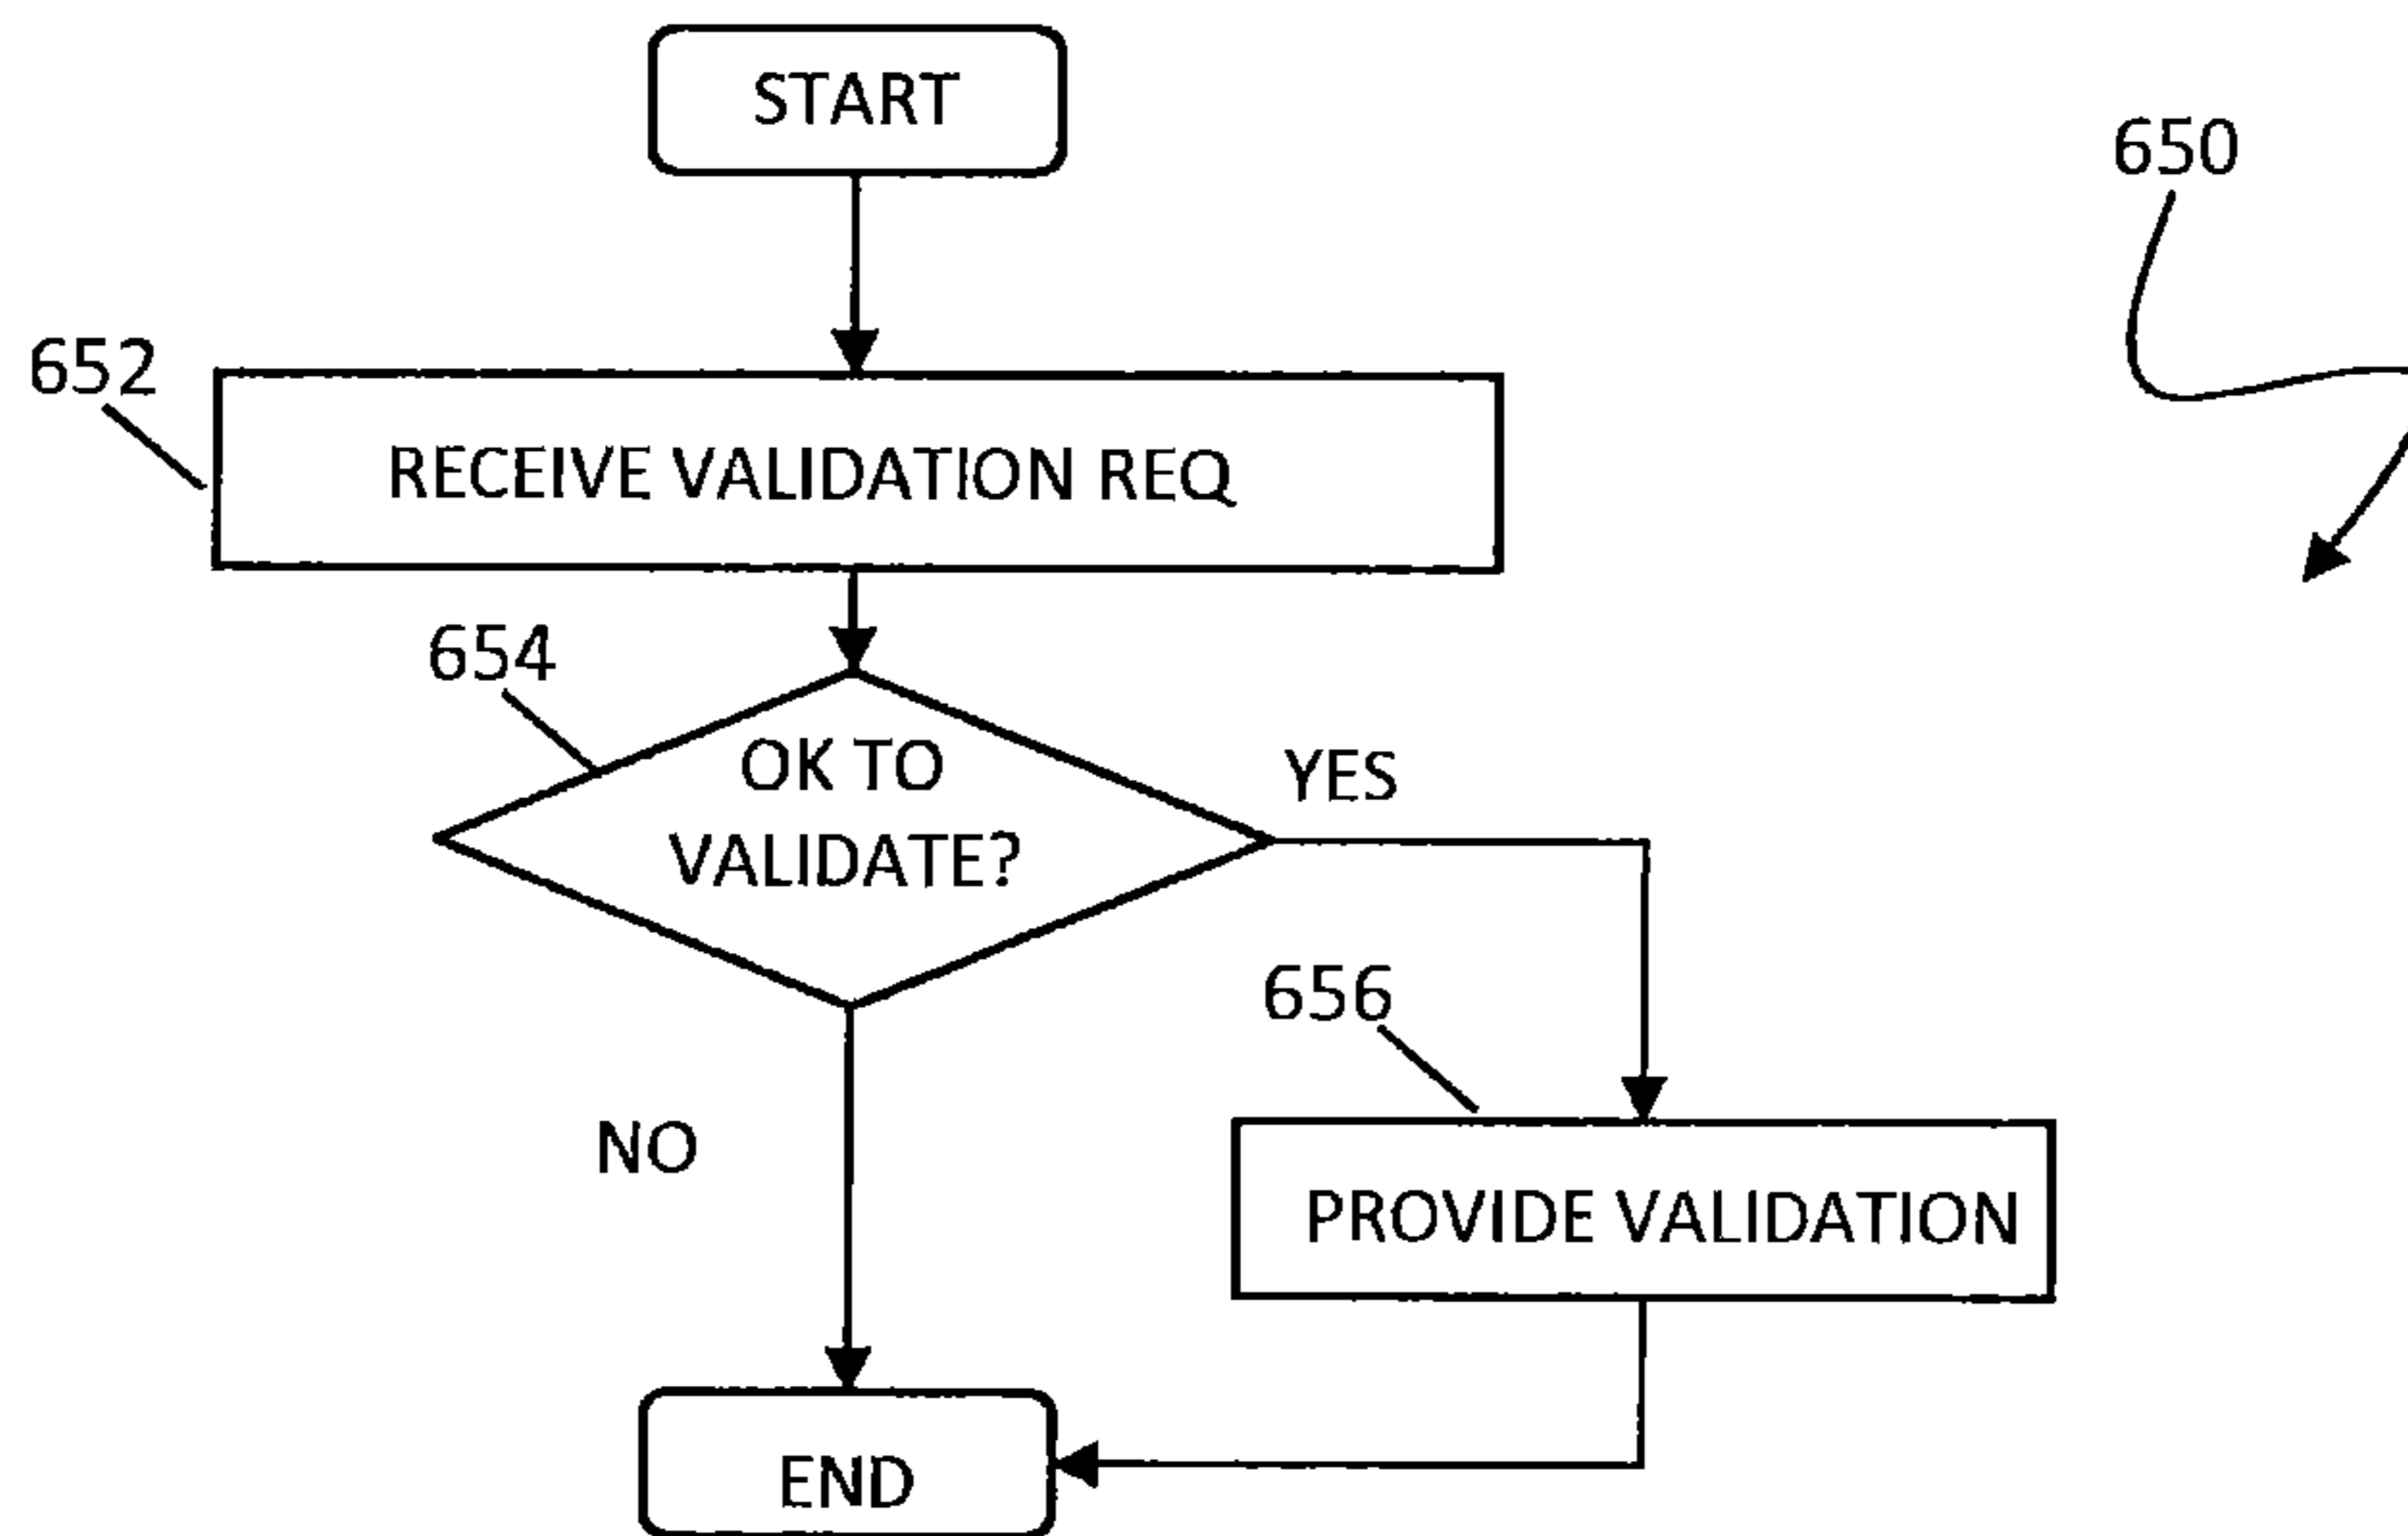 START
650
652
RECEIVE VALIDATION REQ
654
OK TO
VALIDATE?
YES
656
NO
PROVIDE VALIDATION
END